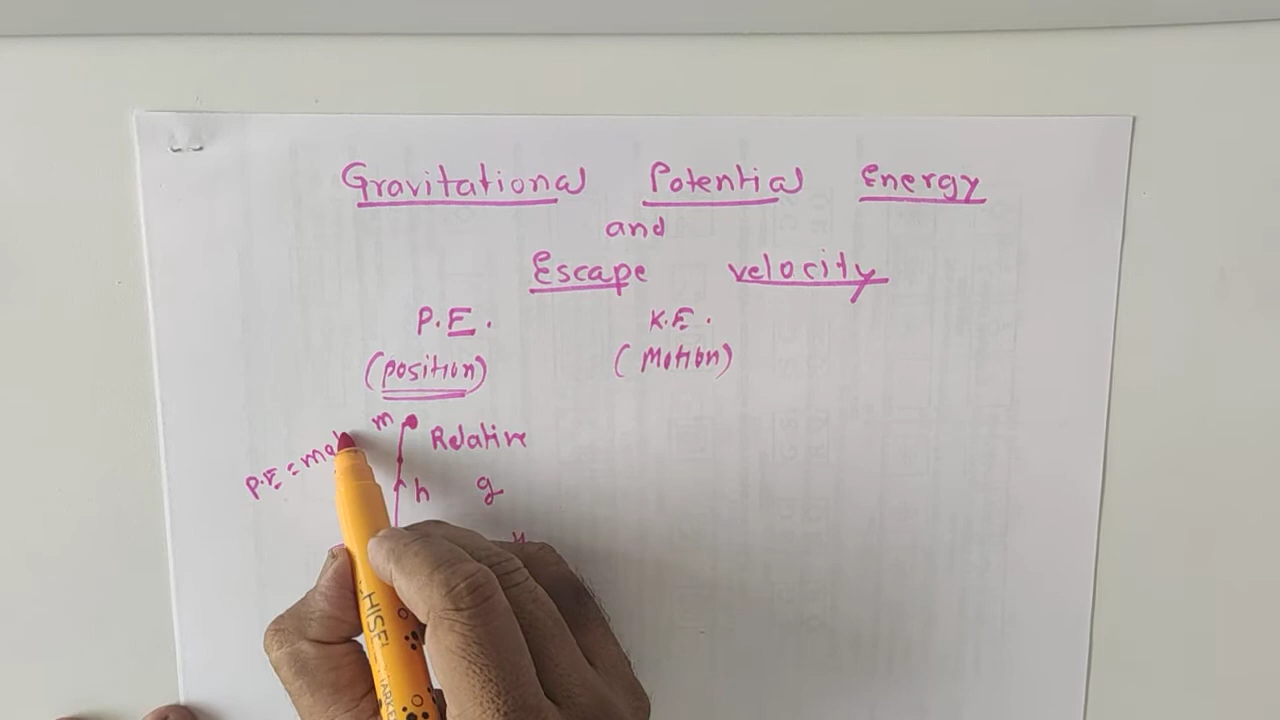 Gravitational Potential Energy
and
Escape velocity
P.E. K.E.
(position) (Motion)
m Relative
P.E =
h g